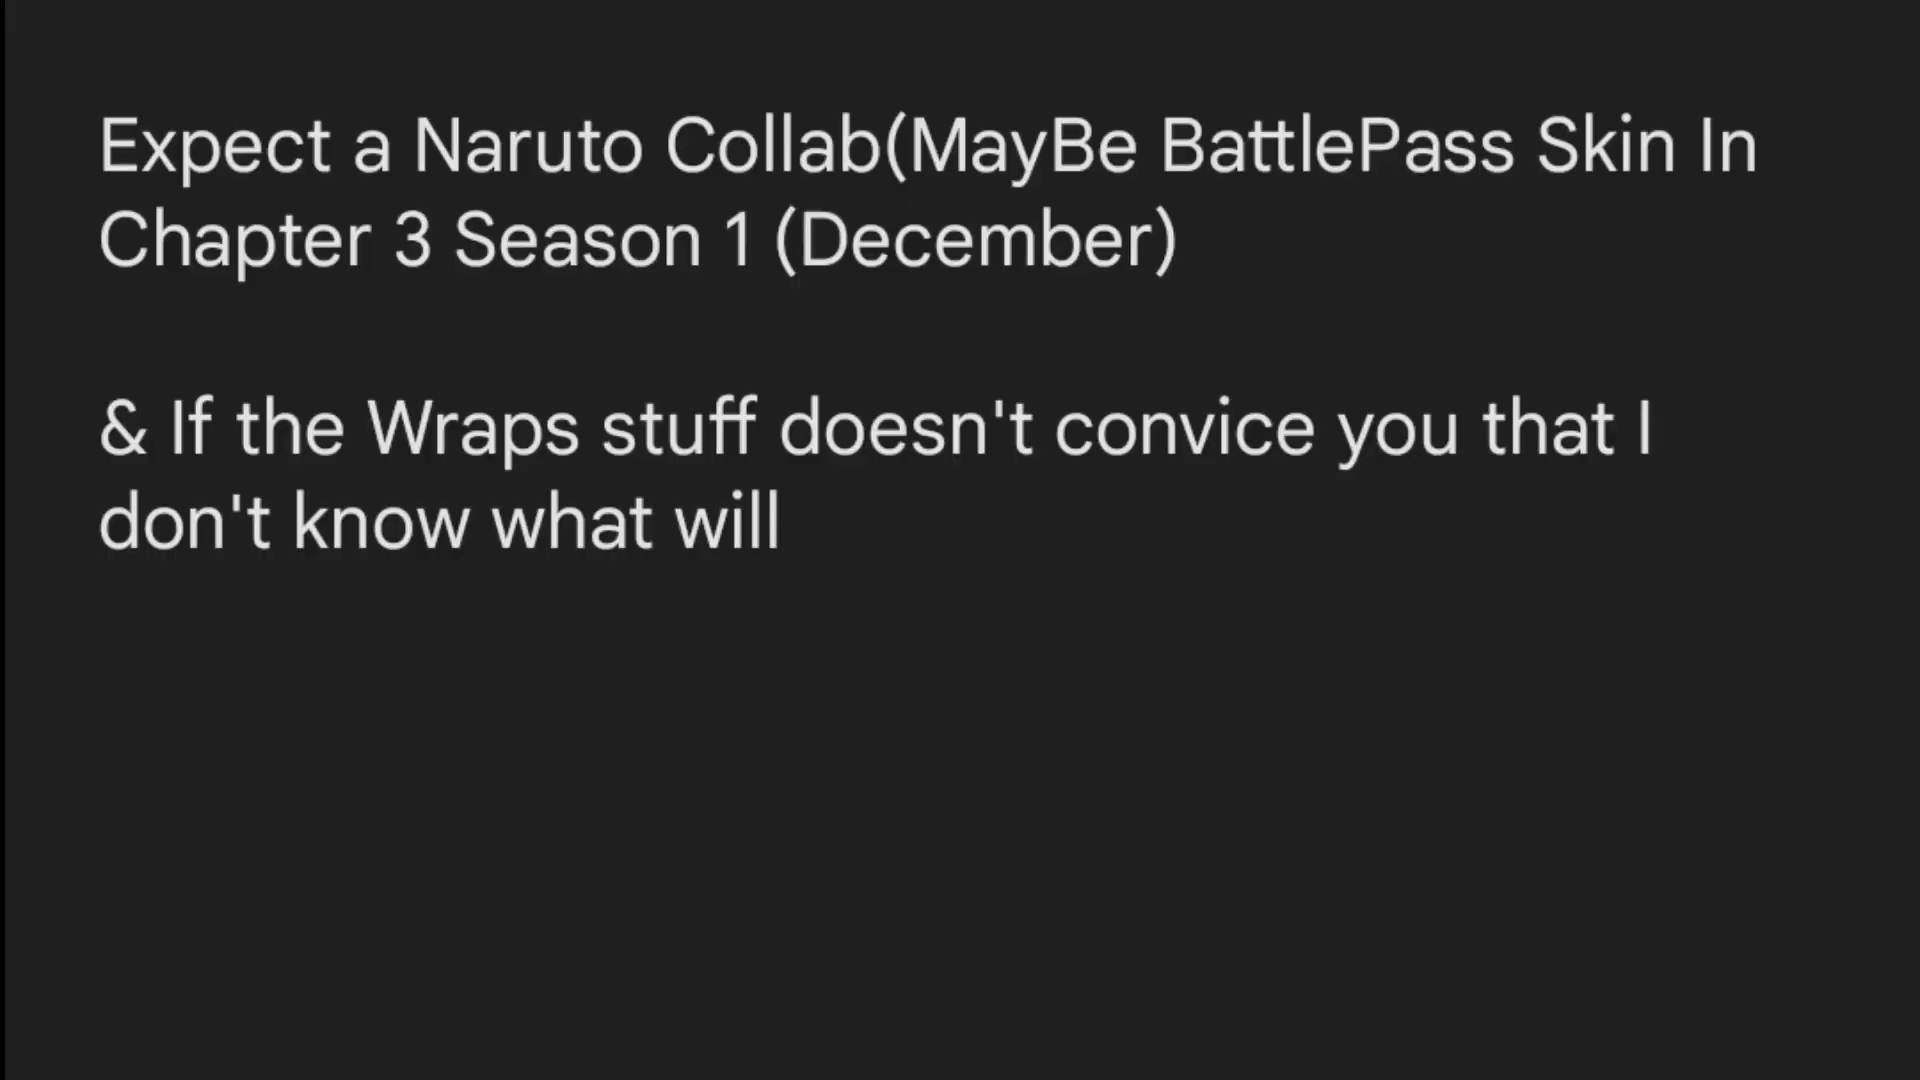 Expect a Naruto Collab(MayBe BattlePass Skin In
Chapter 3 Season 1 (December)
& If the Wraps stuff doesn't convice you that I
don't know what will